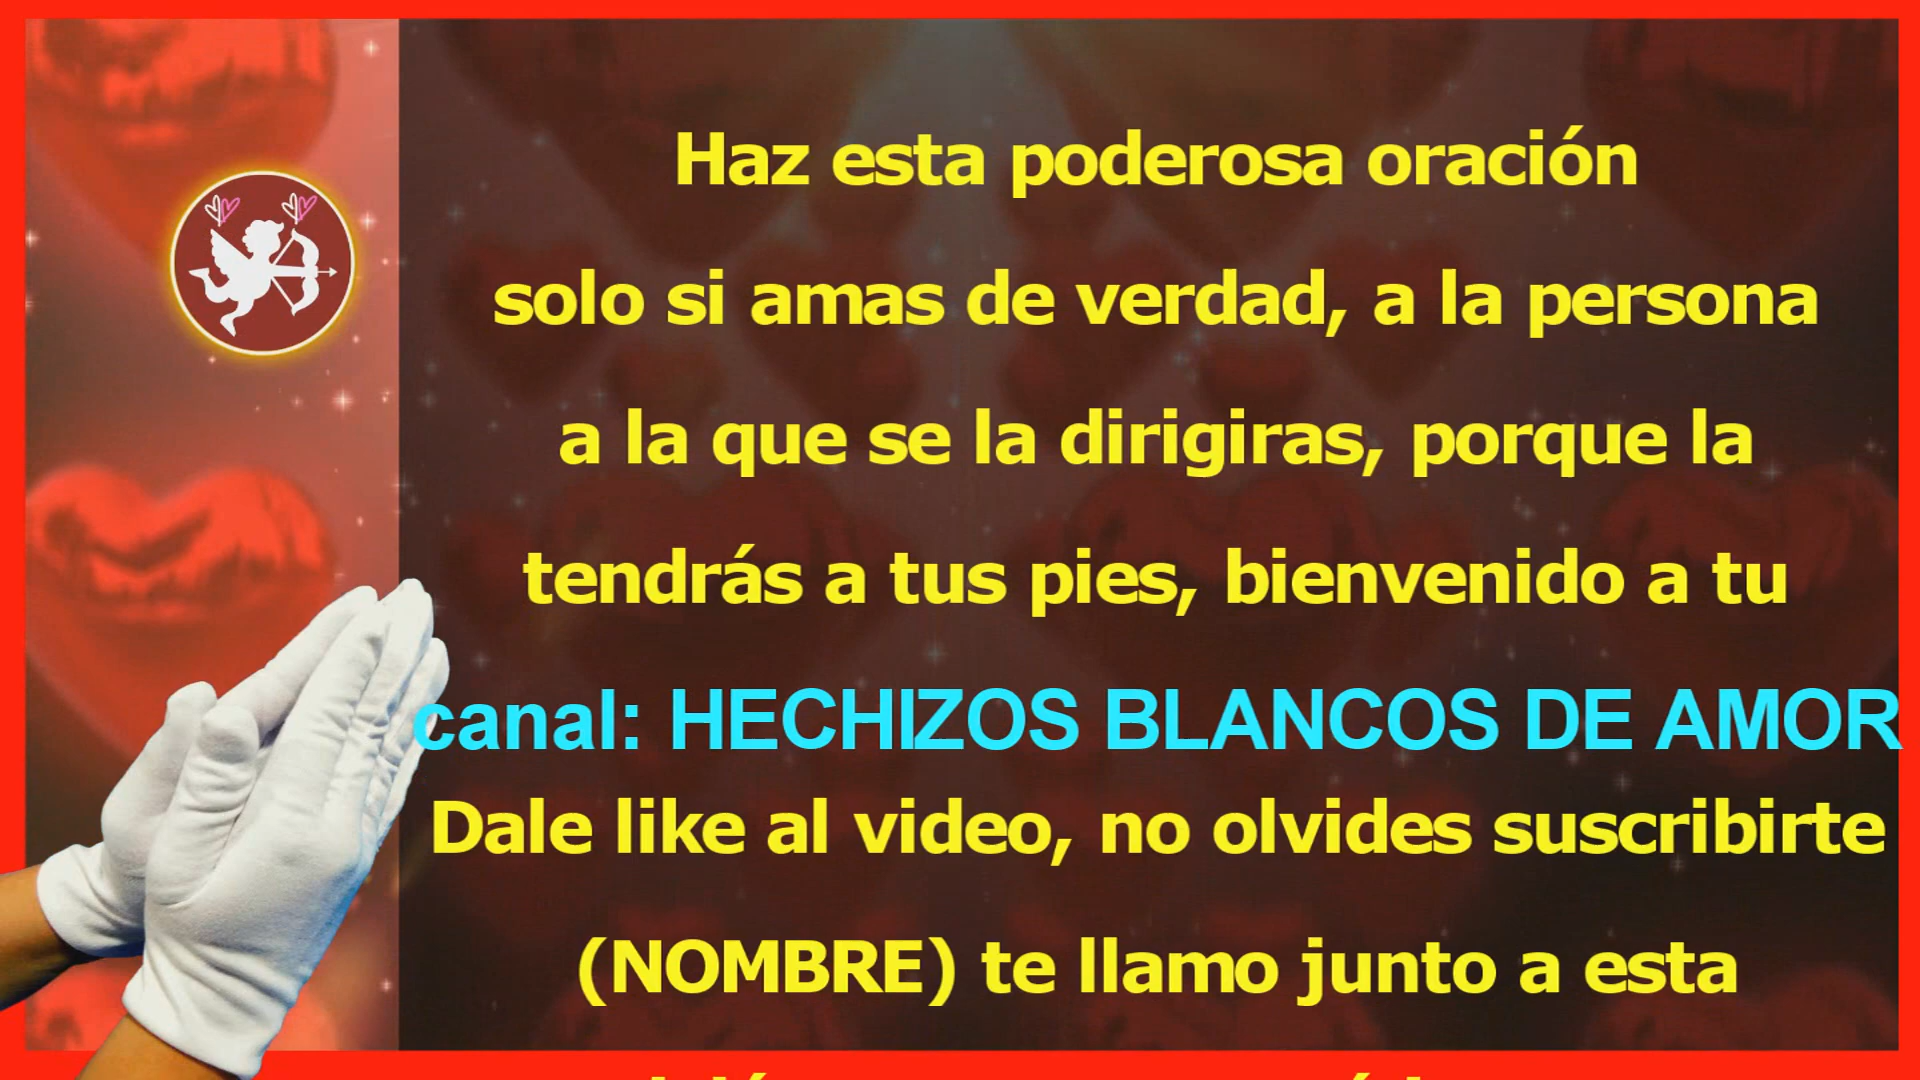 Haz esta poderosa oración
solo si amas de verdad, a la persona
a la que se la dirigiras, porque la
tendrás a tus pies, bienvenido a tu
canal: HECHIZOS BLANCOS DE AMOR
Dale like al video, no olvides suscribirte
(NOMBRE) te llamo junto a esta